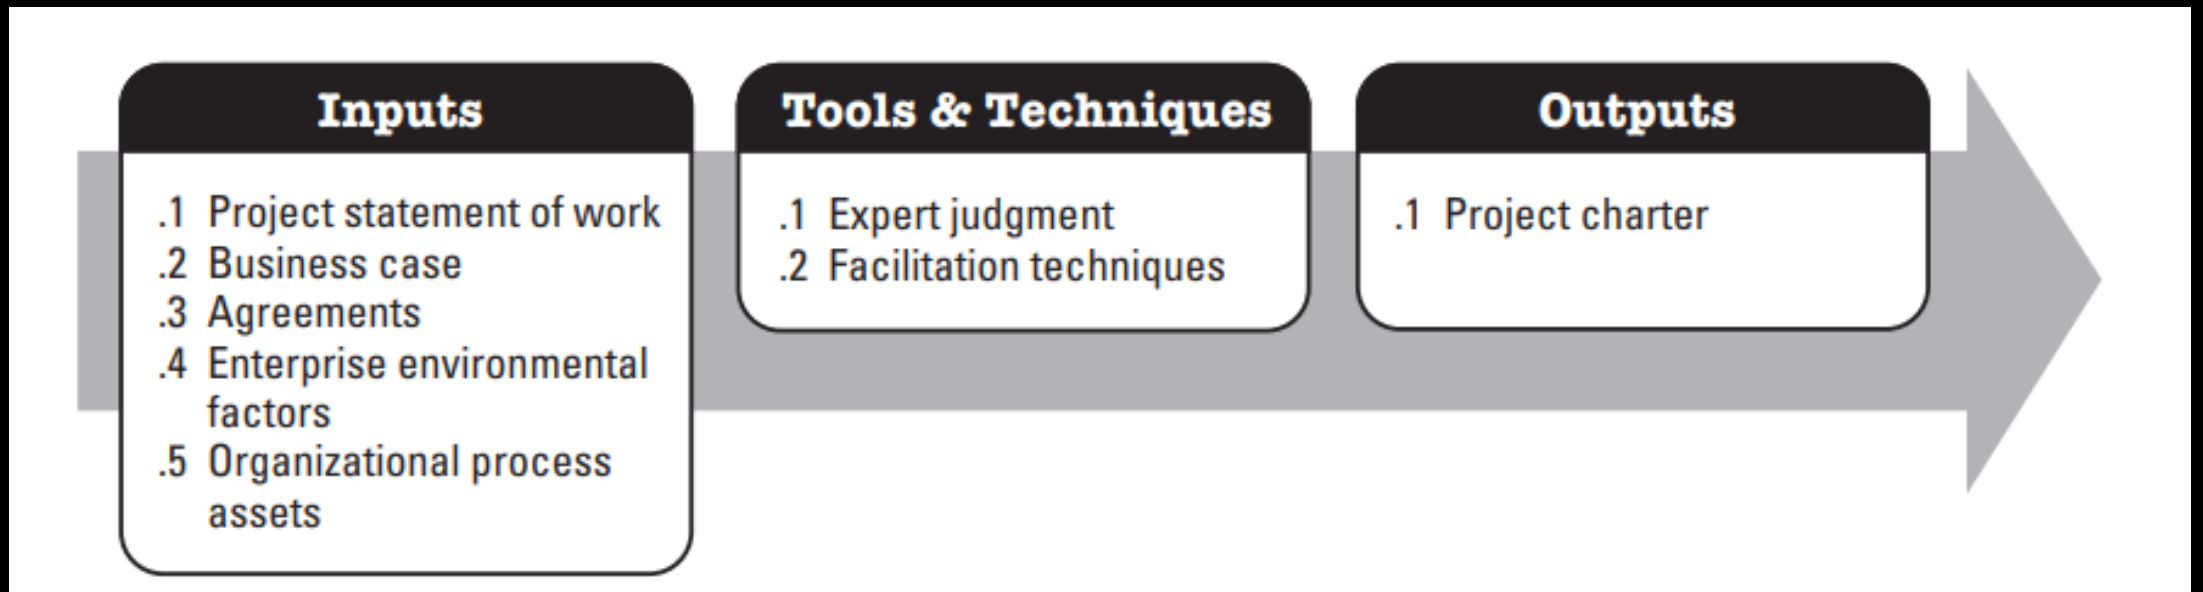 Inputs
.1 Project statement of work
.2 Business case
.3 Agreements
.4 Enterprise environmental
factors
.5 Organizational process
assets
Tools & Techniques
.1 Expert judgment
.2 Facilitation techniques
Outputs
.1 Project charter